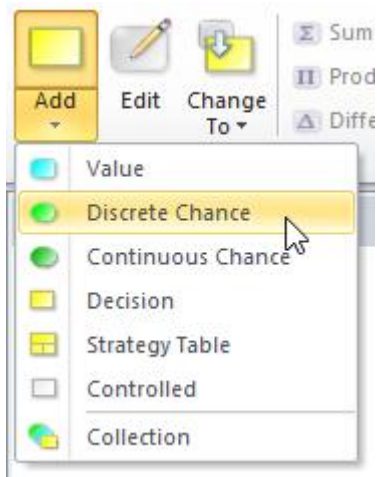 Σ Sum
Add Edit Change To
Π Prod
Δ Diffe
Value
Discrete Chance
Continuous Chance
Decision
Strategy Table
Controlled
Collection